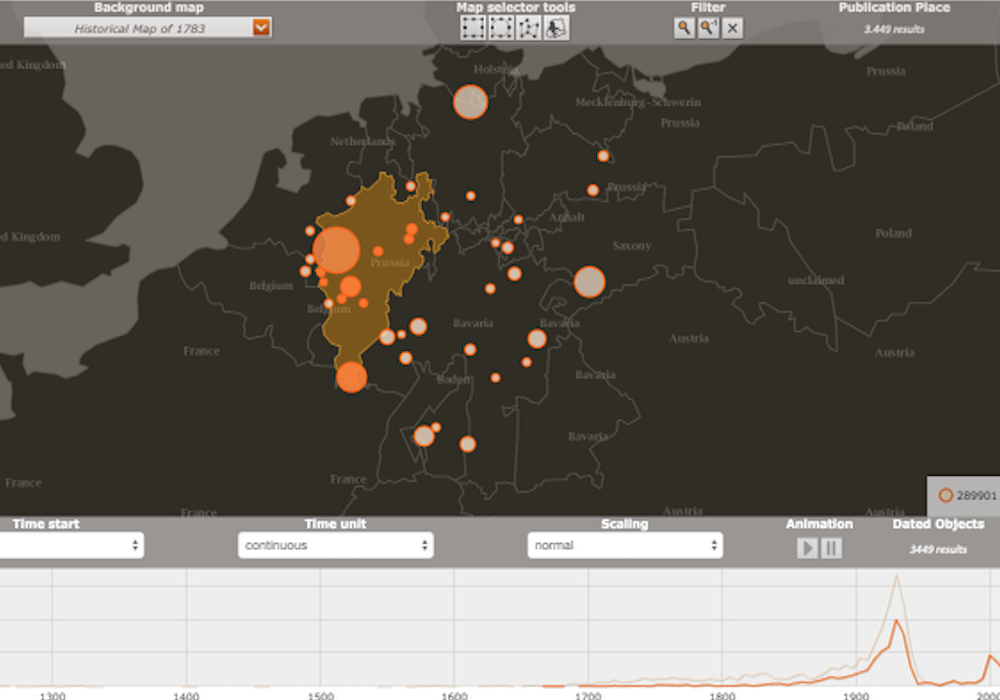 Background map
Map selector tools
Filter
Publication Place
Historical Map of 1783
3.449 results
ed Kingdom
Holstein
Prussia
Mecklenburg-Schwerin
Prussia
Poland
Netherlands
Prussia
Anhalt
ed Kingdom
Saxony
Poland
Prussia
Belgium
unclaimed
Belgium
Bavaria
Bavaria
Austria
France
Austria
Baden
Bavaria
Bavaria
France
France
289901
France
Austria
Austria
Time start
Time unit
Scaling
Animation
Dated Objects
continuous
normal
3449 results
1300
1400
1500
1600
1700
1800
1900
200